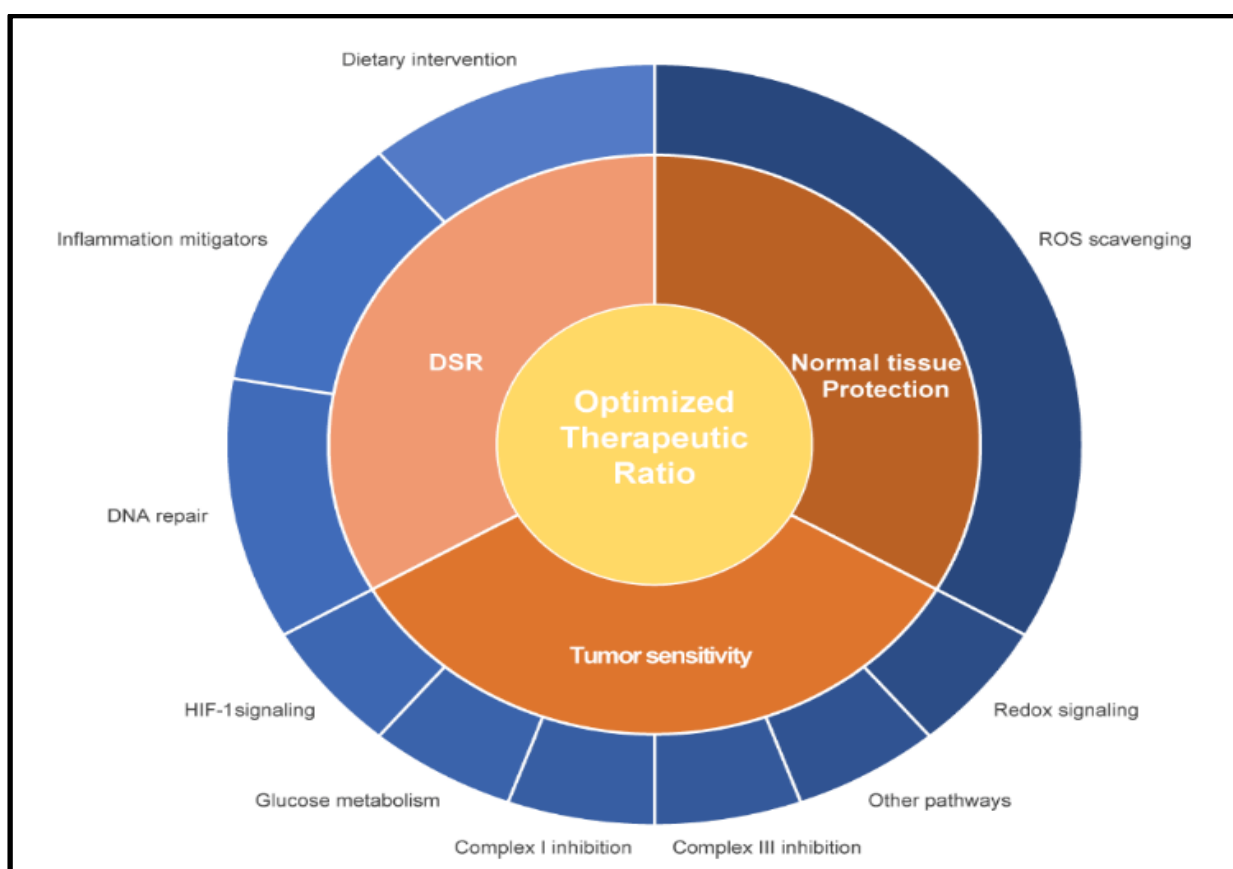 Dietary intervention
Inflammation mitigators
ROS scavenging
DSR
Normal tissue
Protection
Optimized
Therapeutic
Ratio
DNA repair
Tumor sensitivity
HIF-1signaling
Redox signaling
Glucose metabolism
Other pathways
Complex I inhibition
Complex III inhibition